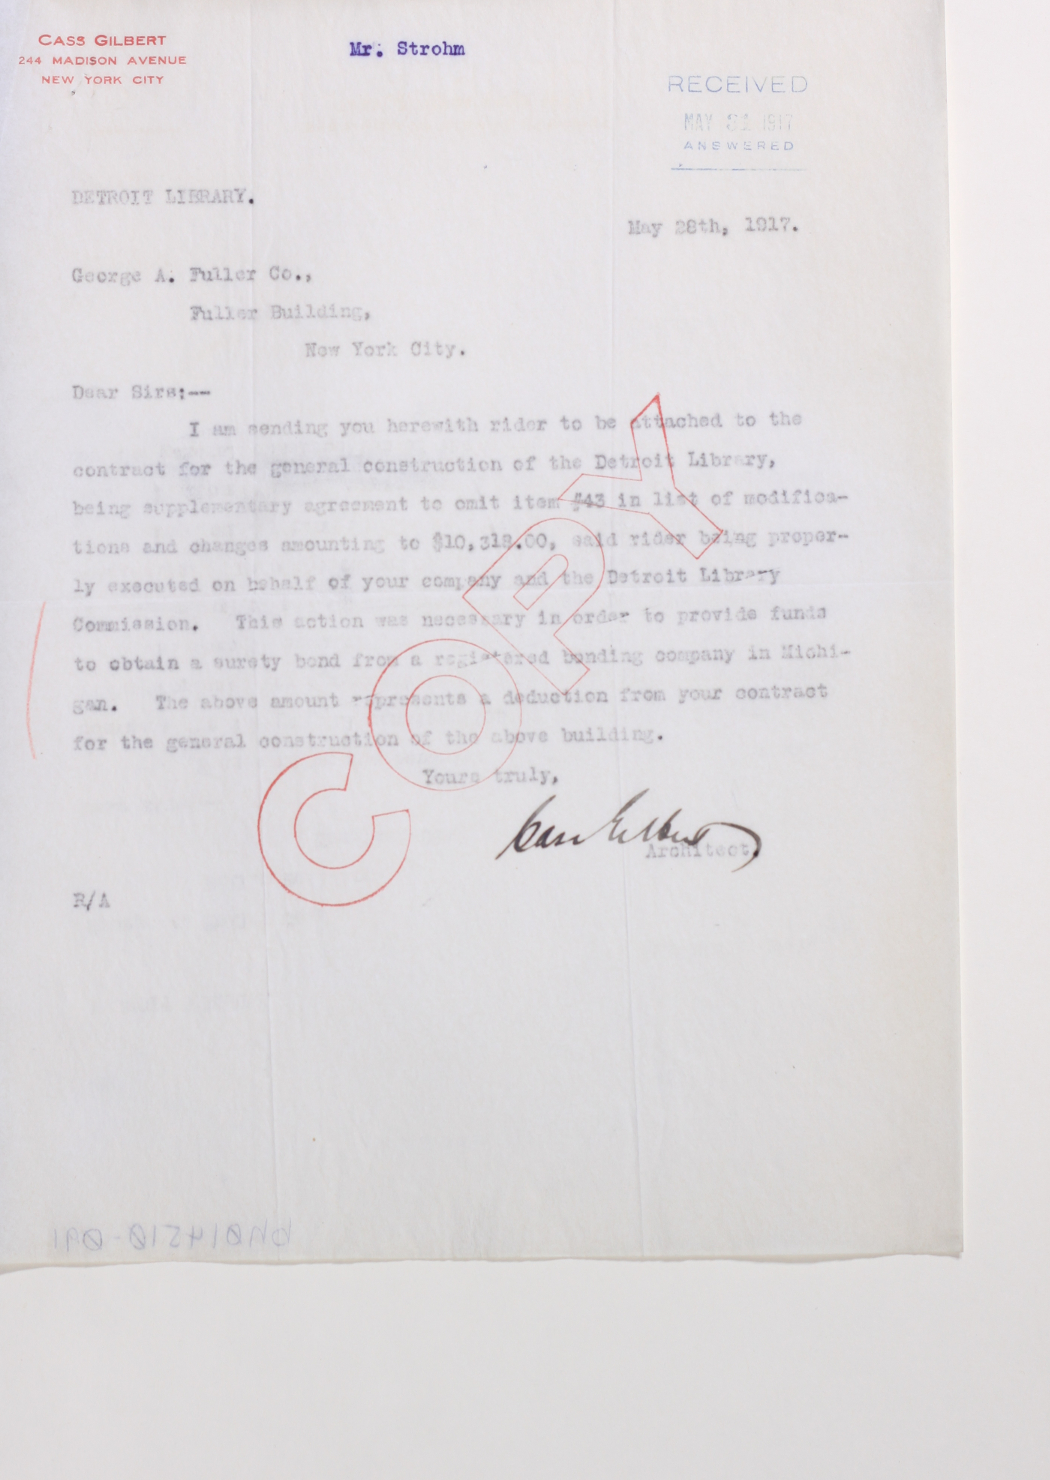 CASS GILBERT
244 MADISON AVENUE
NEW YORK CITY
Mr. Strohm
RECEIVED
MAY 31 1917
ANSWERED
DETROIT LIBRARY.
May 28th, 1917.
George A. Fuller Co.,
Fuller Building,
New York City.
Dear Sirs:--
I am sending you herewith rider to be attached to the
contract for the general construction of the Detroit Library,
being supplementary agreement to omit item #43 in list of modifica-
tions and changes amounting to $10,318.00, said rider being proper-
ly executed on behalf of your company and the Detroit Library
Commission. This action was necessary in order to provide funds
to obtain a surety bond from a registered bonding company in Michi-
gan. The above amount represents a deduction from your contract
for the general construction of the above building.
Yours truly,
Cass Gilbert
Architect.
R/A
COPY